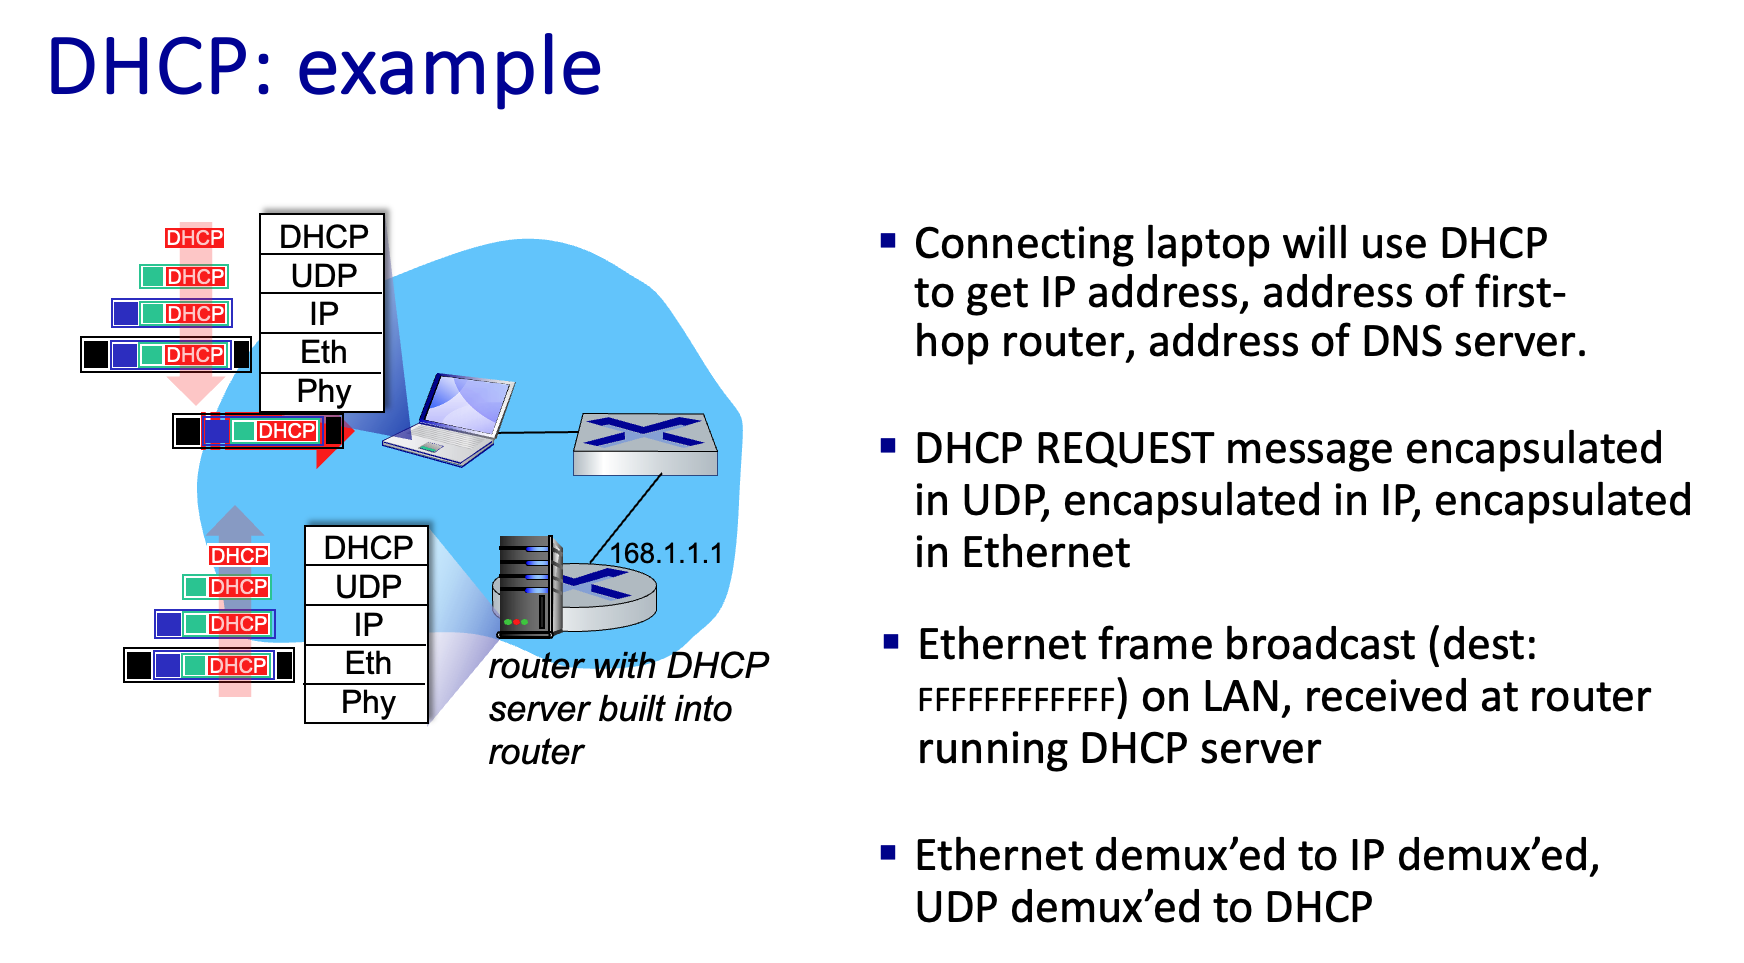 DHCP: example
DHCP
DHCP
DHCP
DHCP
DHCP
UDP
IP
Eth
Phy
DHCP
DHCP
DHCP
DHCP
DHCP
DHCP
UDP
IP
Eth
Phy
168.1.1.1
router with DHCP
server built into
router
▪ Connecting laptop will use DHCP
to get IP address, address of first-
hop router, address of DNS server.
▪ DHCP REQUEST message encapsulated
in UDP, encapsulated in IP, encapsulated
in Ethernet
▪ Ethernet frame broadcast (dest:
FFFFFFFFFFFF) on LAN, received at router
running DHCP server
▪ Ethernet demux’ed to IP demux’ed,
UDP demux’ed to DHCP